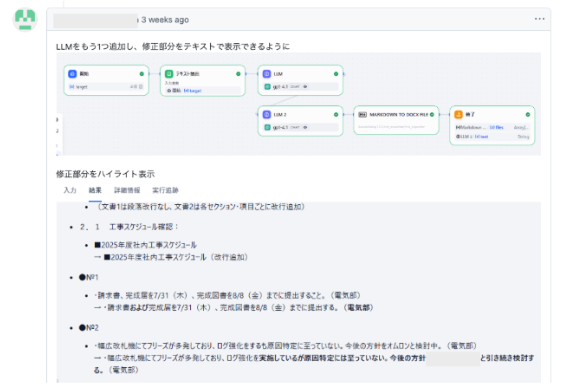 3 weeks ago
LLMをもう1つ追加し、修正部分をテキストで表示できるように
開始
target
テキスト抽出
入力変数
開始 target
LLM
gpt-4.1 CHAT
LLM 2
gpt-4.1 CHAT
MARKDOWN TO DOCX FILE
終了
修正部分をハイライト表示
入力 結果 詳細情報 実行追跡
• （文書1は段落改行なし、文書2は各セクション・項目ごとに改行追加）
• ２．１ 工事スケジュール確認：
• ■2025年度社内工事スケジュール
→ ■2025年度社内工事スケジュール（改行追加）
• ●№1
• ・請求書、完成届を7/31（木）、完成図書を8/8（金）までに提出すること。（電気部）
→ ・請求書および完成届を7/31（木）、完成図書を8/8（金）までに提出する。（電気部）
• ●№2
• ・幅広改札機にてフリーズが多発しており、ログ強化をするも原因特定に至っていない。今後の方針をオムロンと検討中。（電気部）
→ ・幅広改札機にてフリーズが多発しており、ログ強化を実施しているが原因特定には至っていない。今後の方針 と引き続き検討す
る。（電気部）